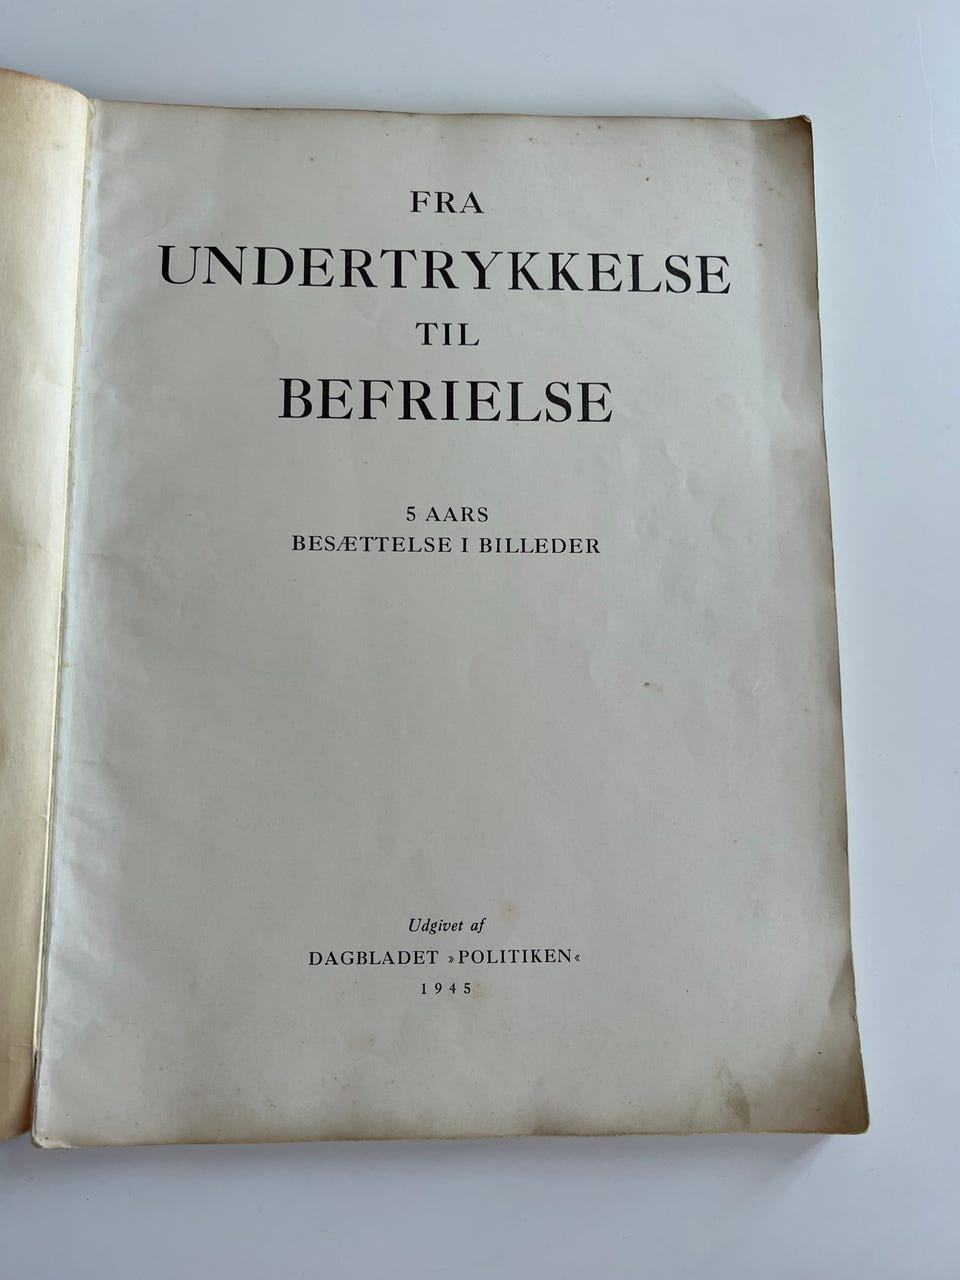 FRA
UNDERTRYKKELSE
TIL
BEFRIELSE
5 AARS
BESÆTTELSE I BILLEDER
Udgivet af
DAGBLADET »POLITIKEN«
1945